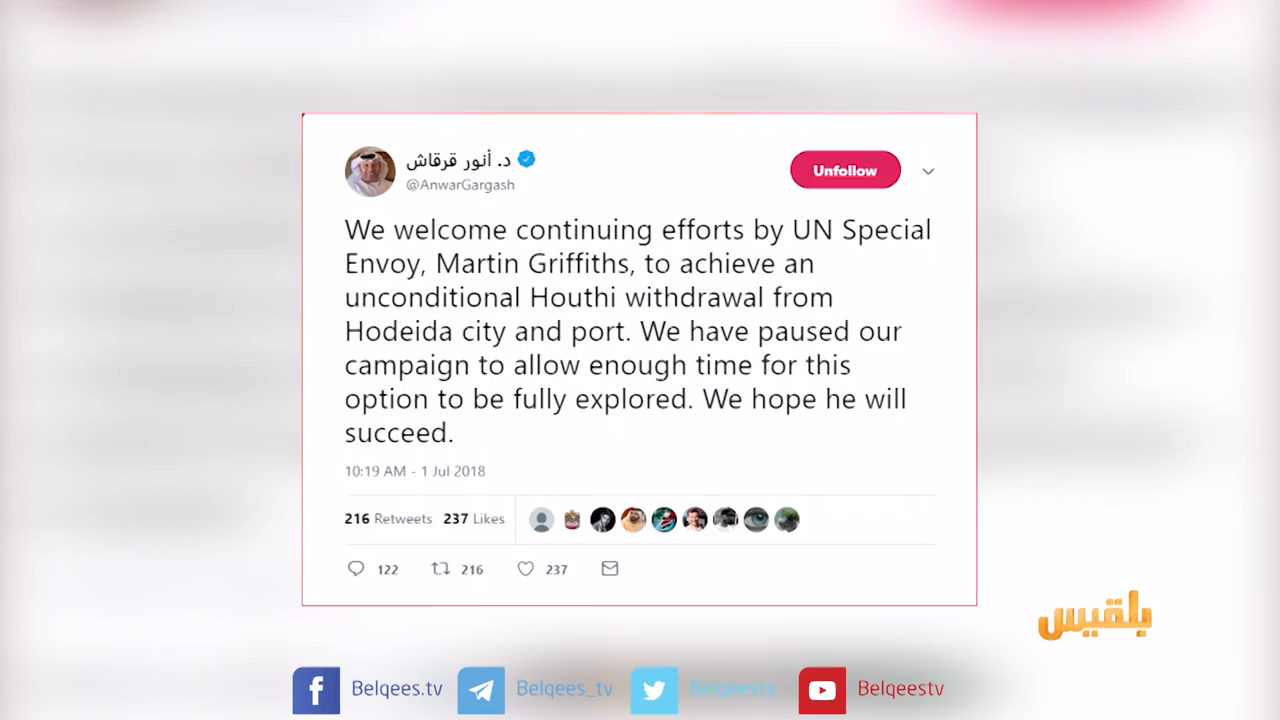 د. أنور قرقاش
@AnwarGargash
Unfollow
We welcome continuing efforts by UN Special
Envoy, Martin Griffiths, to achieve an
unconditional Houthi withdrawal from
Hodeida city and port. We have paused our
campaign to allow enough time for this
option to be fully explored. We hope he will
succeed.
10:19 AM - 1 Jul 2018
216 Retweets 237 Likes
122 216 237
بلقيس
Belqees.tv Belqees_tv Belqeestv Belqeestv